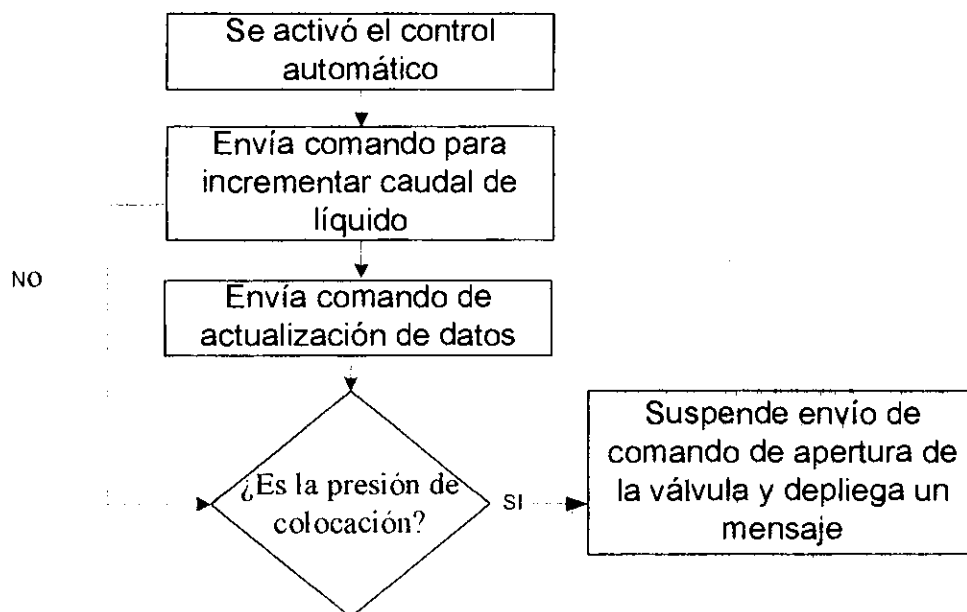 Se activó el control
automático
Envía comando para
incrementar caudal de
líquido
NO
Envía comando de
actualización de datos
¿Es la presión de
colocación?
SI
Suspende envío de
comando de apertura de
la válvula y depliega un
mensaje